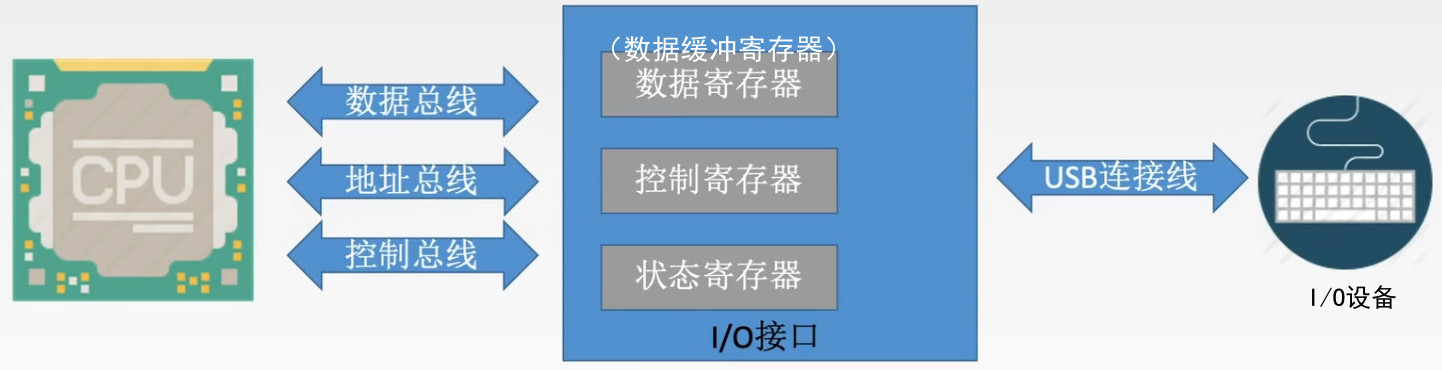 CPU
数据总线
地址总线
控制总线
（数据缓冲寄存器）
数据寄存器
控制寄存器
状态寄存器
I/O接口
USB连接线
I/O设备